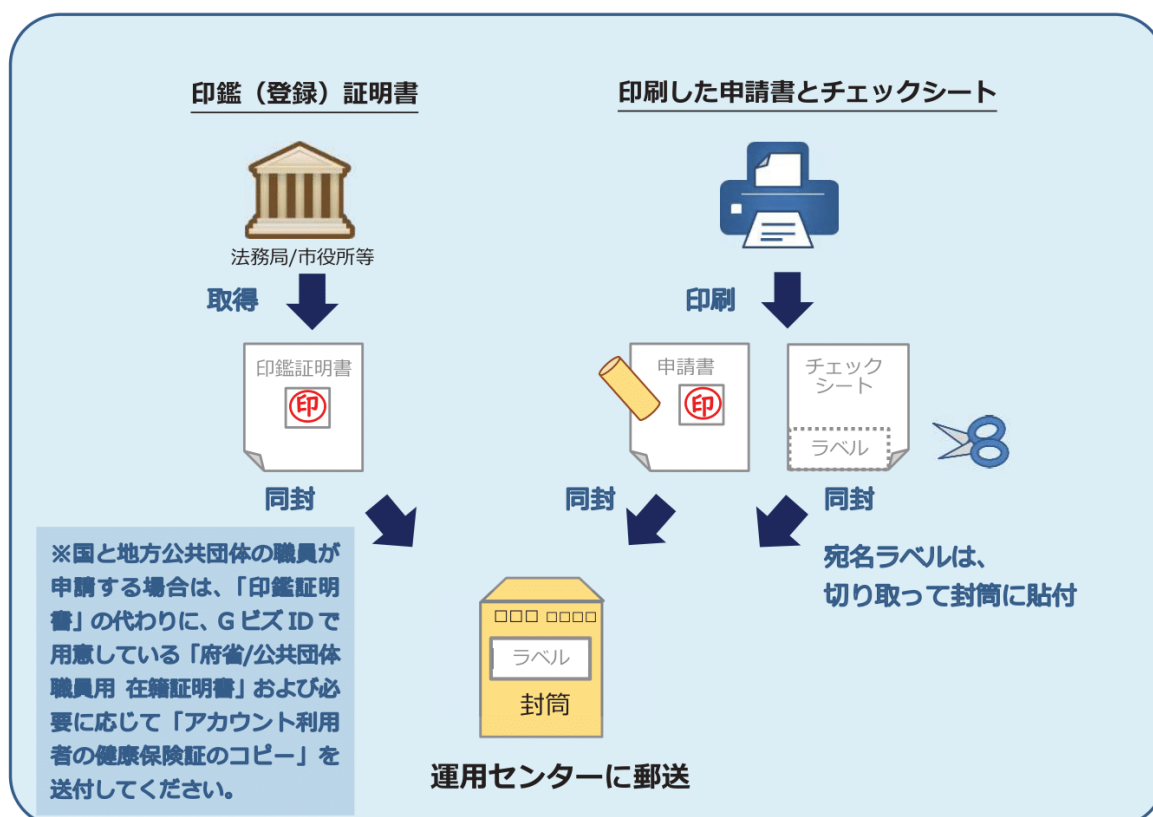 印鑑（登録）証明書
法務局/市役所等
取得
印鑑証明書
印
同封
※国と地方公共団体の職員が
申請する場合は、「印鑑証明
書」の代わりに、G ビズ ID で
用意している「府省/公共団体
職員用 在籍証明書」および必
要に応じて「アカウント利用
者の健康保険証のコピー」を
送付してください。
印刷した申請書とチェックシート
印刷
申請書
印
チェック
シート
ラベル
同封
同封
宛名ラベルは、
切り取って封筒に貼付
□□□ □□□□
ラベル
封筒
運用センターに郵送